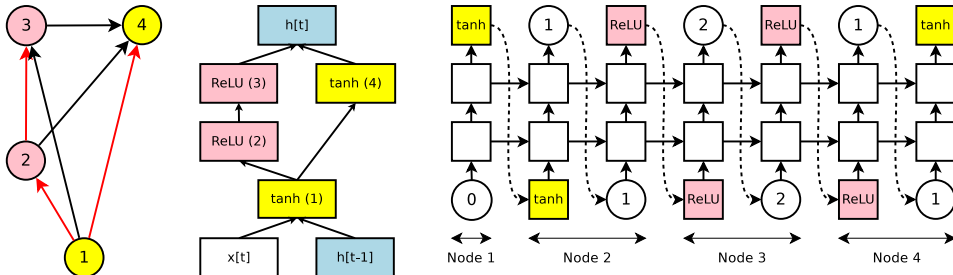 3 4
2
1
h[t]
ReLU (3) tanh (4)
ReLU (2)
tanh (1)
x[t] h[t-1]
tanh 1 ReLU 2 ReLU 1 tanh
0 tanh 1 ReLU 2 ReLU 1
Node 1 Node 2 Node 3 Node 4